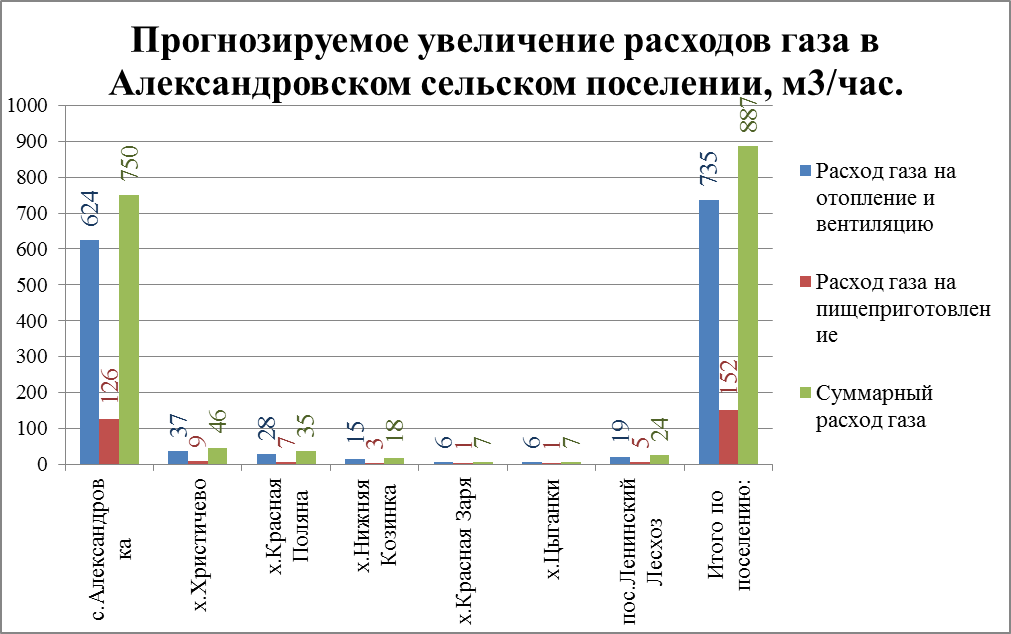 Прогнозируемое увеличение расходов газа в
Александровском сельском поселении, м3/час.
1000
900
800
700
600
500
400
300
200
100
0
624
126
750
37
9
46
28
7
35
15
3
18
6
1
7
6
1
7
19
5
24
735
152
887
с.Александров
ка
х.Христичево
х.Красная
Поляна
х.Нижняя
Козинка
х.Красная Заря
х.Цыганки
пос.Ленинский
Лесхоз
Итого по
поселению:
Расход газа на
отопление и
вентиляцию
Расход газа на
пищеприготовлен
ие
Суммарный
расход газа